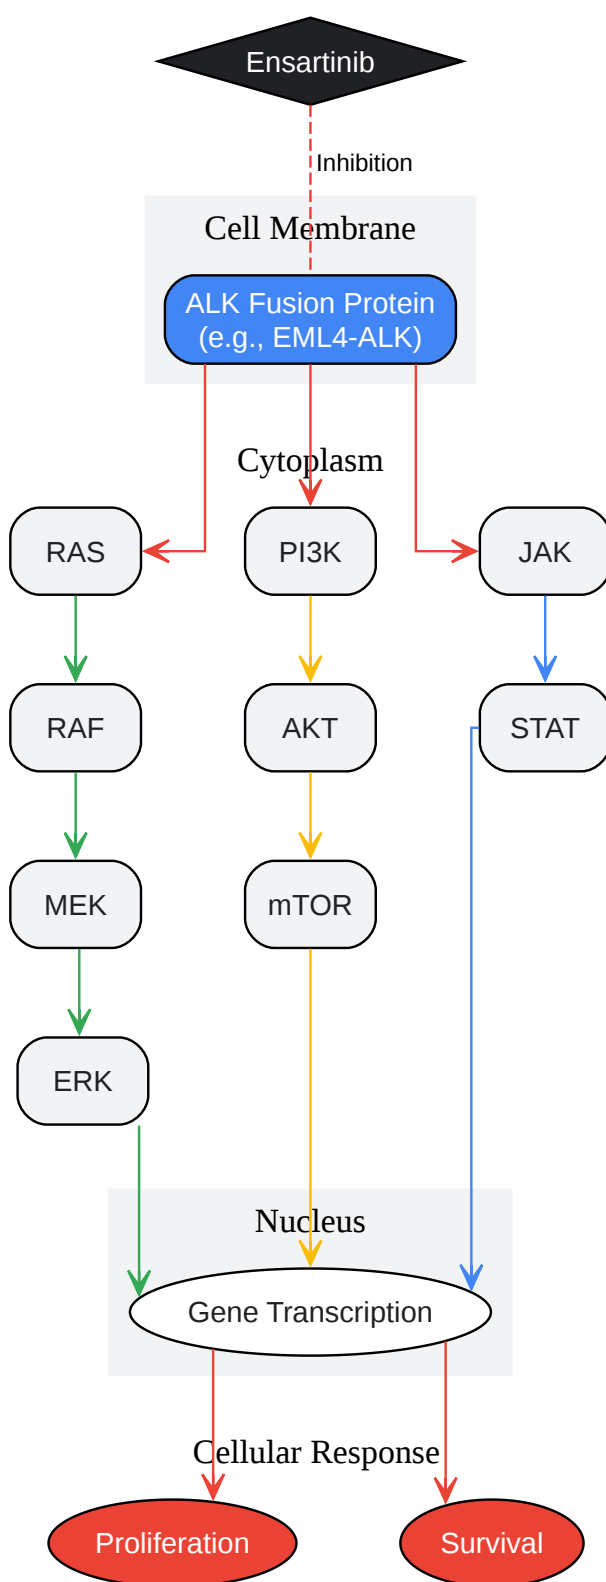 Ensartinib
Inhibition
Cell Membrane
ALK Fusion Protein
(e.g., EML4-ALK)
Cytoplasm
RAS
PI3K
JAK
RAF
AKT
STAT
MEK
mTOR
ERK
Nucleus
Gene Transcription
Cellular Response
Proliferation
Survival